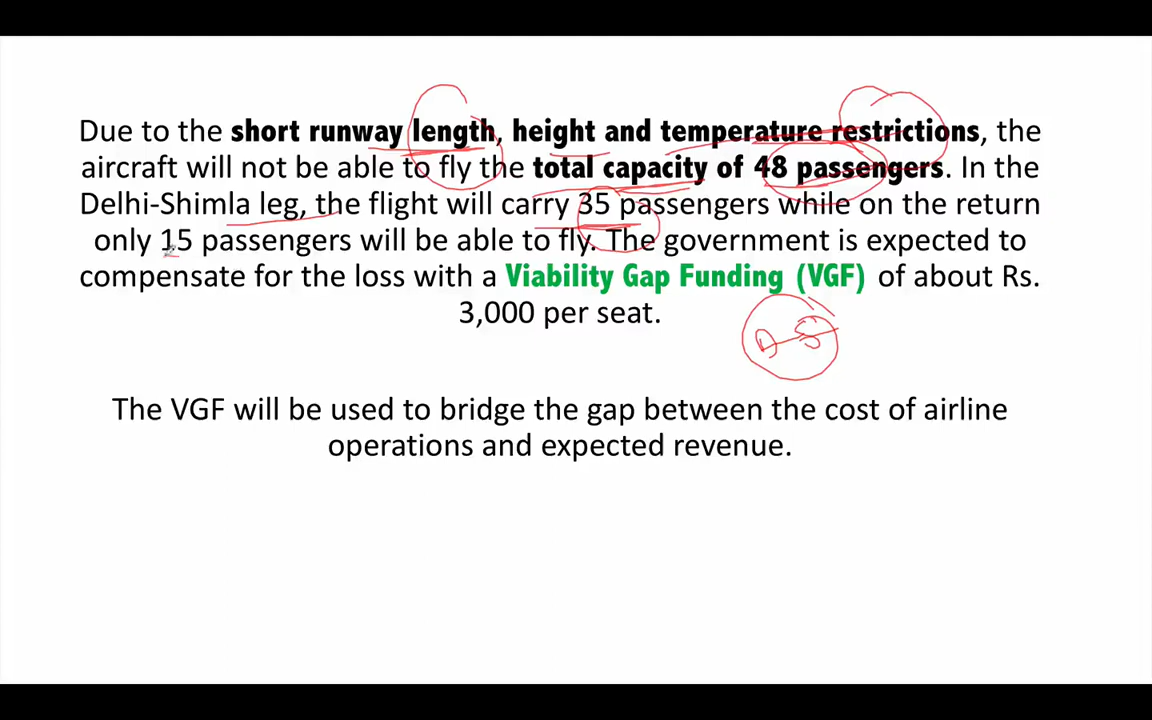 Due to the short runway length, height and temperature restrictions, the
aircraft will not be able to fly the total capacity of 48 passengers. In the
Delhi-Shimla leg, the flight will carry 35 passengers while on the return
only 15 passengers will be able to fly. The government is expected to
compensate for the loss with a Viability Gap Funding (VGF) of about Rs.
3,000 per seat.
D S
The VGF will be used to bridge the gap between the cost of airline
operations and expected revenue.